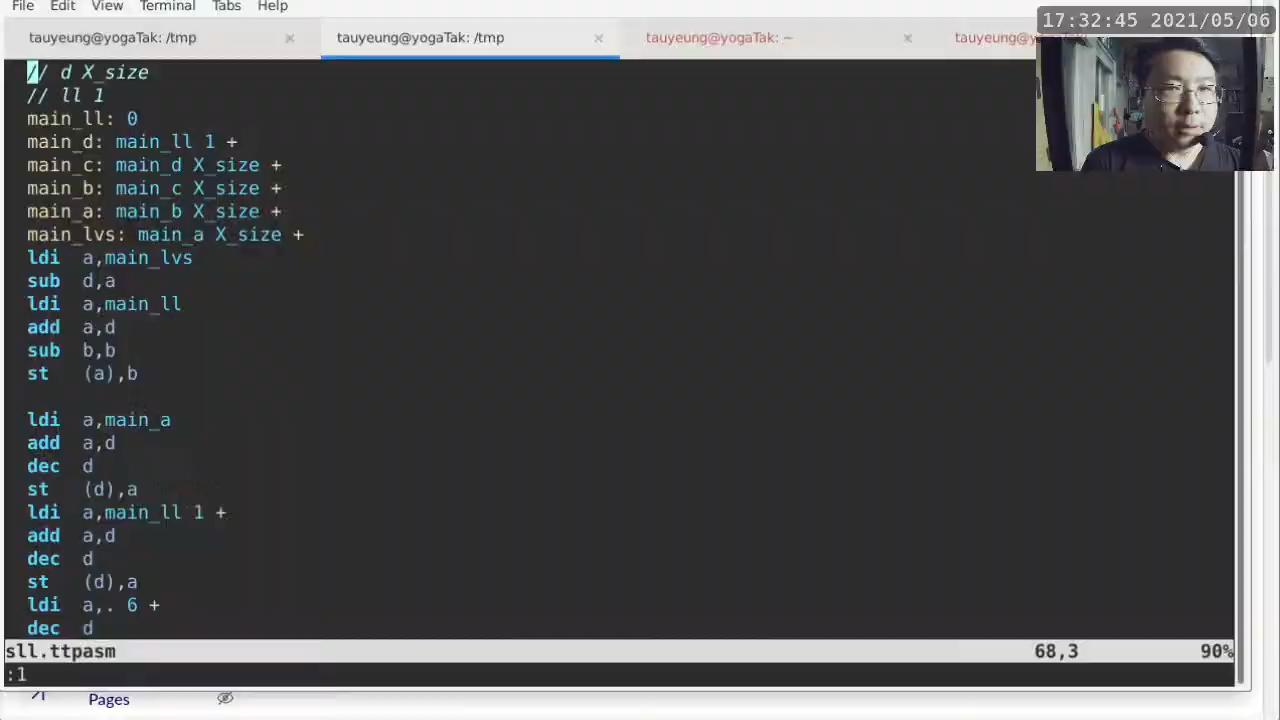 File Edit View Terminal Tabs Help
17:32:45 2021/05/06
tauyeung@yogaTak: /tmp × tauyeung@yogaTak: /tmp × tauyeung@yogaTak: ~ ×
// d X_size
// ll 1
main_ll: 0
main_d: main_ll 1 +
main_c: main_d X_size +
main_b: main_c X_size +
main_a: main_b X_size +
main_lvs: main_a X_size +
ldi a,main_lvs
sub d,a
ldi a,main_ll
add a,d
sub b,b
st (a),b
ldi a,main_a
add a,d
dec d
st (d),a
ldi a,main_ll 1 +
add a,d
dec d
st (d),a
ldi a,. 6 +
dec d
sll.ttpasm 68,3 90%
:1
Pages